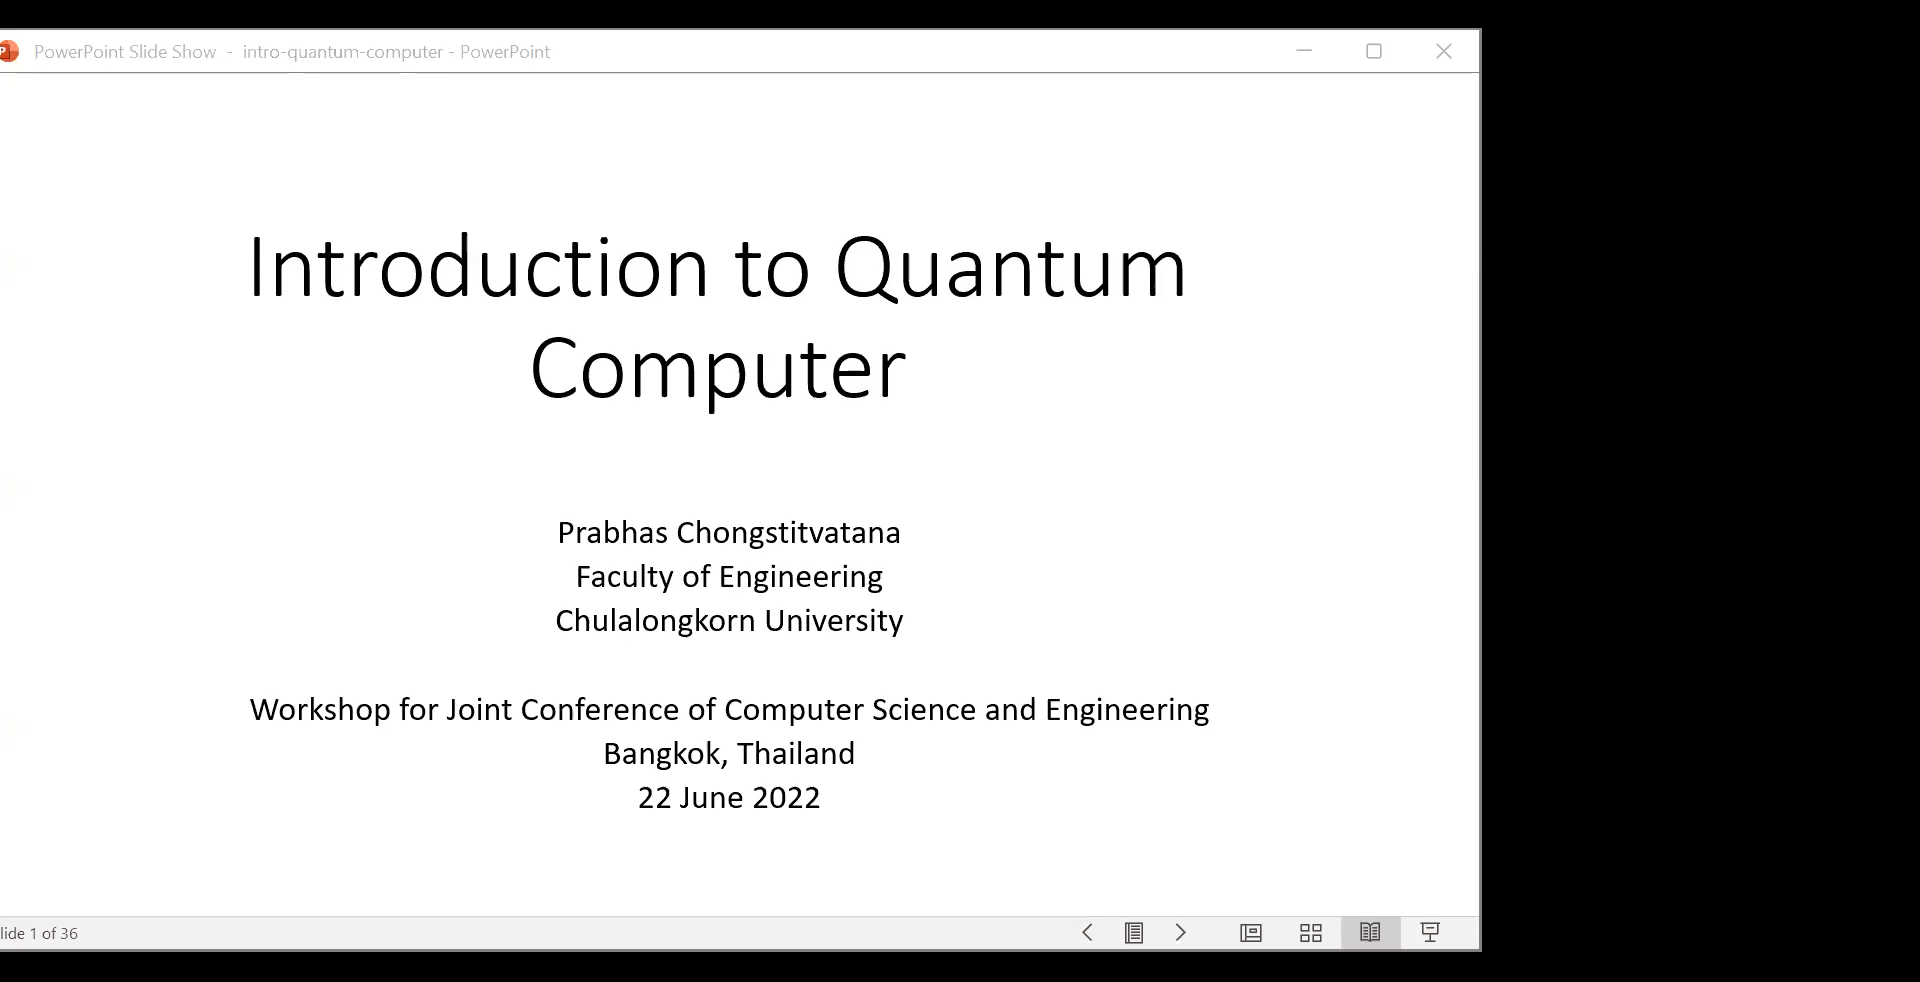 PowerPoint Slide Show - intro-quantum-computer - PowerPoint
Introduction to Quantum
Computer
Prabhas Chongstitvatana
Faculty of Engineering
Chulalongkorn University
Workshop for Joint Conference of Computer Science and Engineering
Bangkok, Thailand
22 June 2022
lide 1 of 36